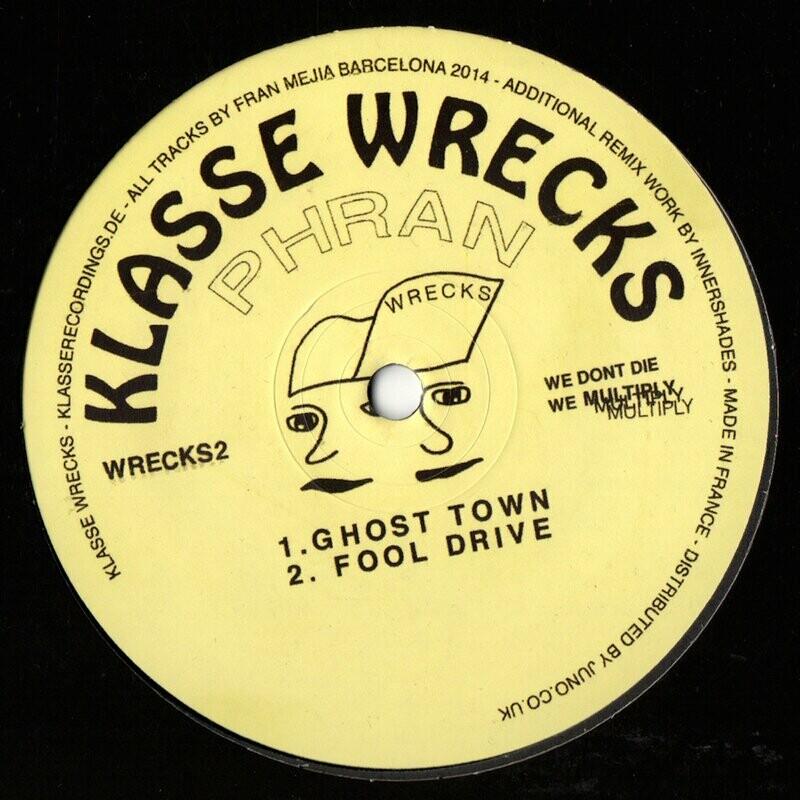 KLASSE WRECKS - KLASSERECORDINGS.DE - ALL TRACKS BY FRAN MEJIA BARCELONA 2014 - ADDITIONAL REMIX WORK BY INNERSHADES - MADE IN FRANCE - DISTRIBUTED BY JUNO.CO.UK
KLASSE WRECKS
PHRAN
WRECKS
WE DONT DIE
WE MULTIPLY
MULTIPLY
MULTIPLY
WRECKS2
1.GHOST TOWN
2. FOOL DRIVE